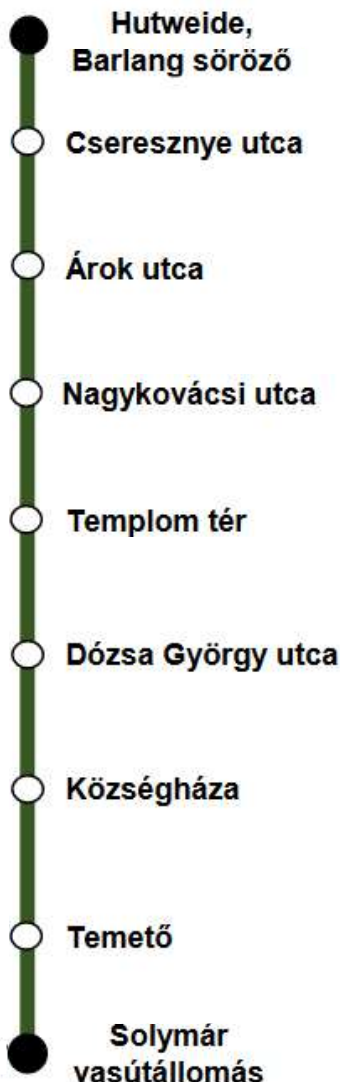 Hutweide,
Barlang söröző
Cseresznye utca
Árok utca
Nagykovácsi utca
Templom tér
Dózsa György utca
Községháza
Temető
Solymár
vasútállomás